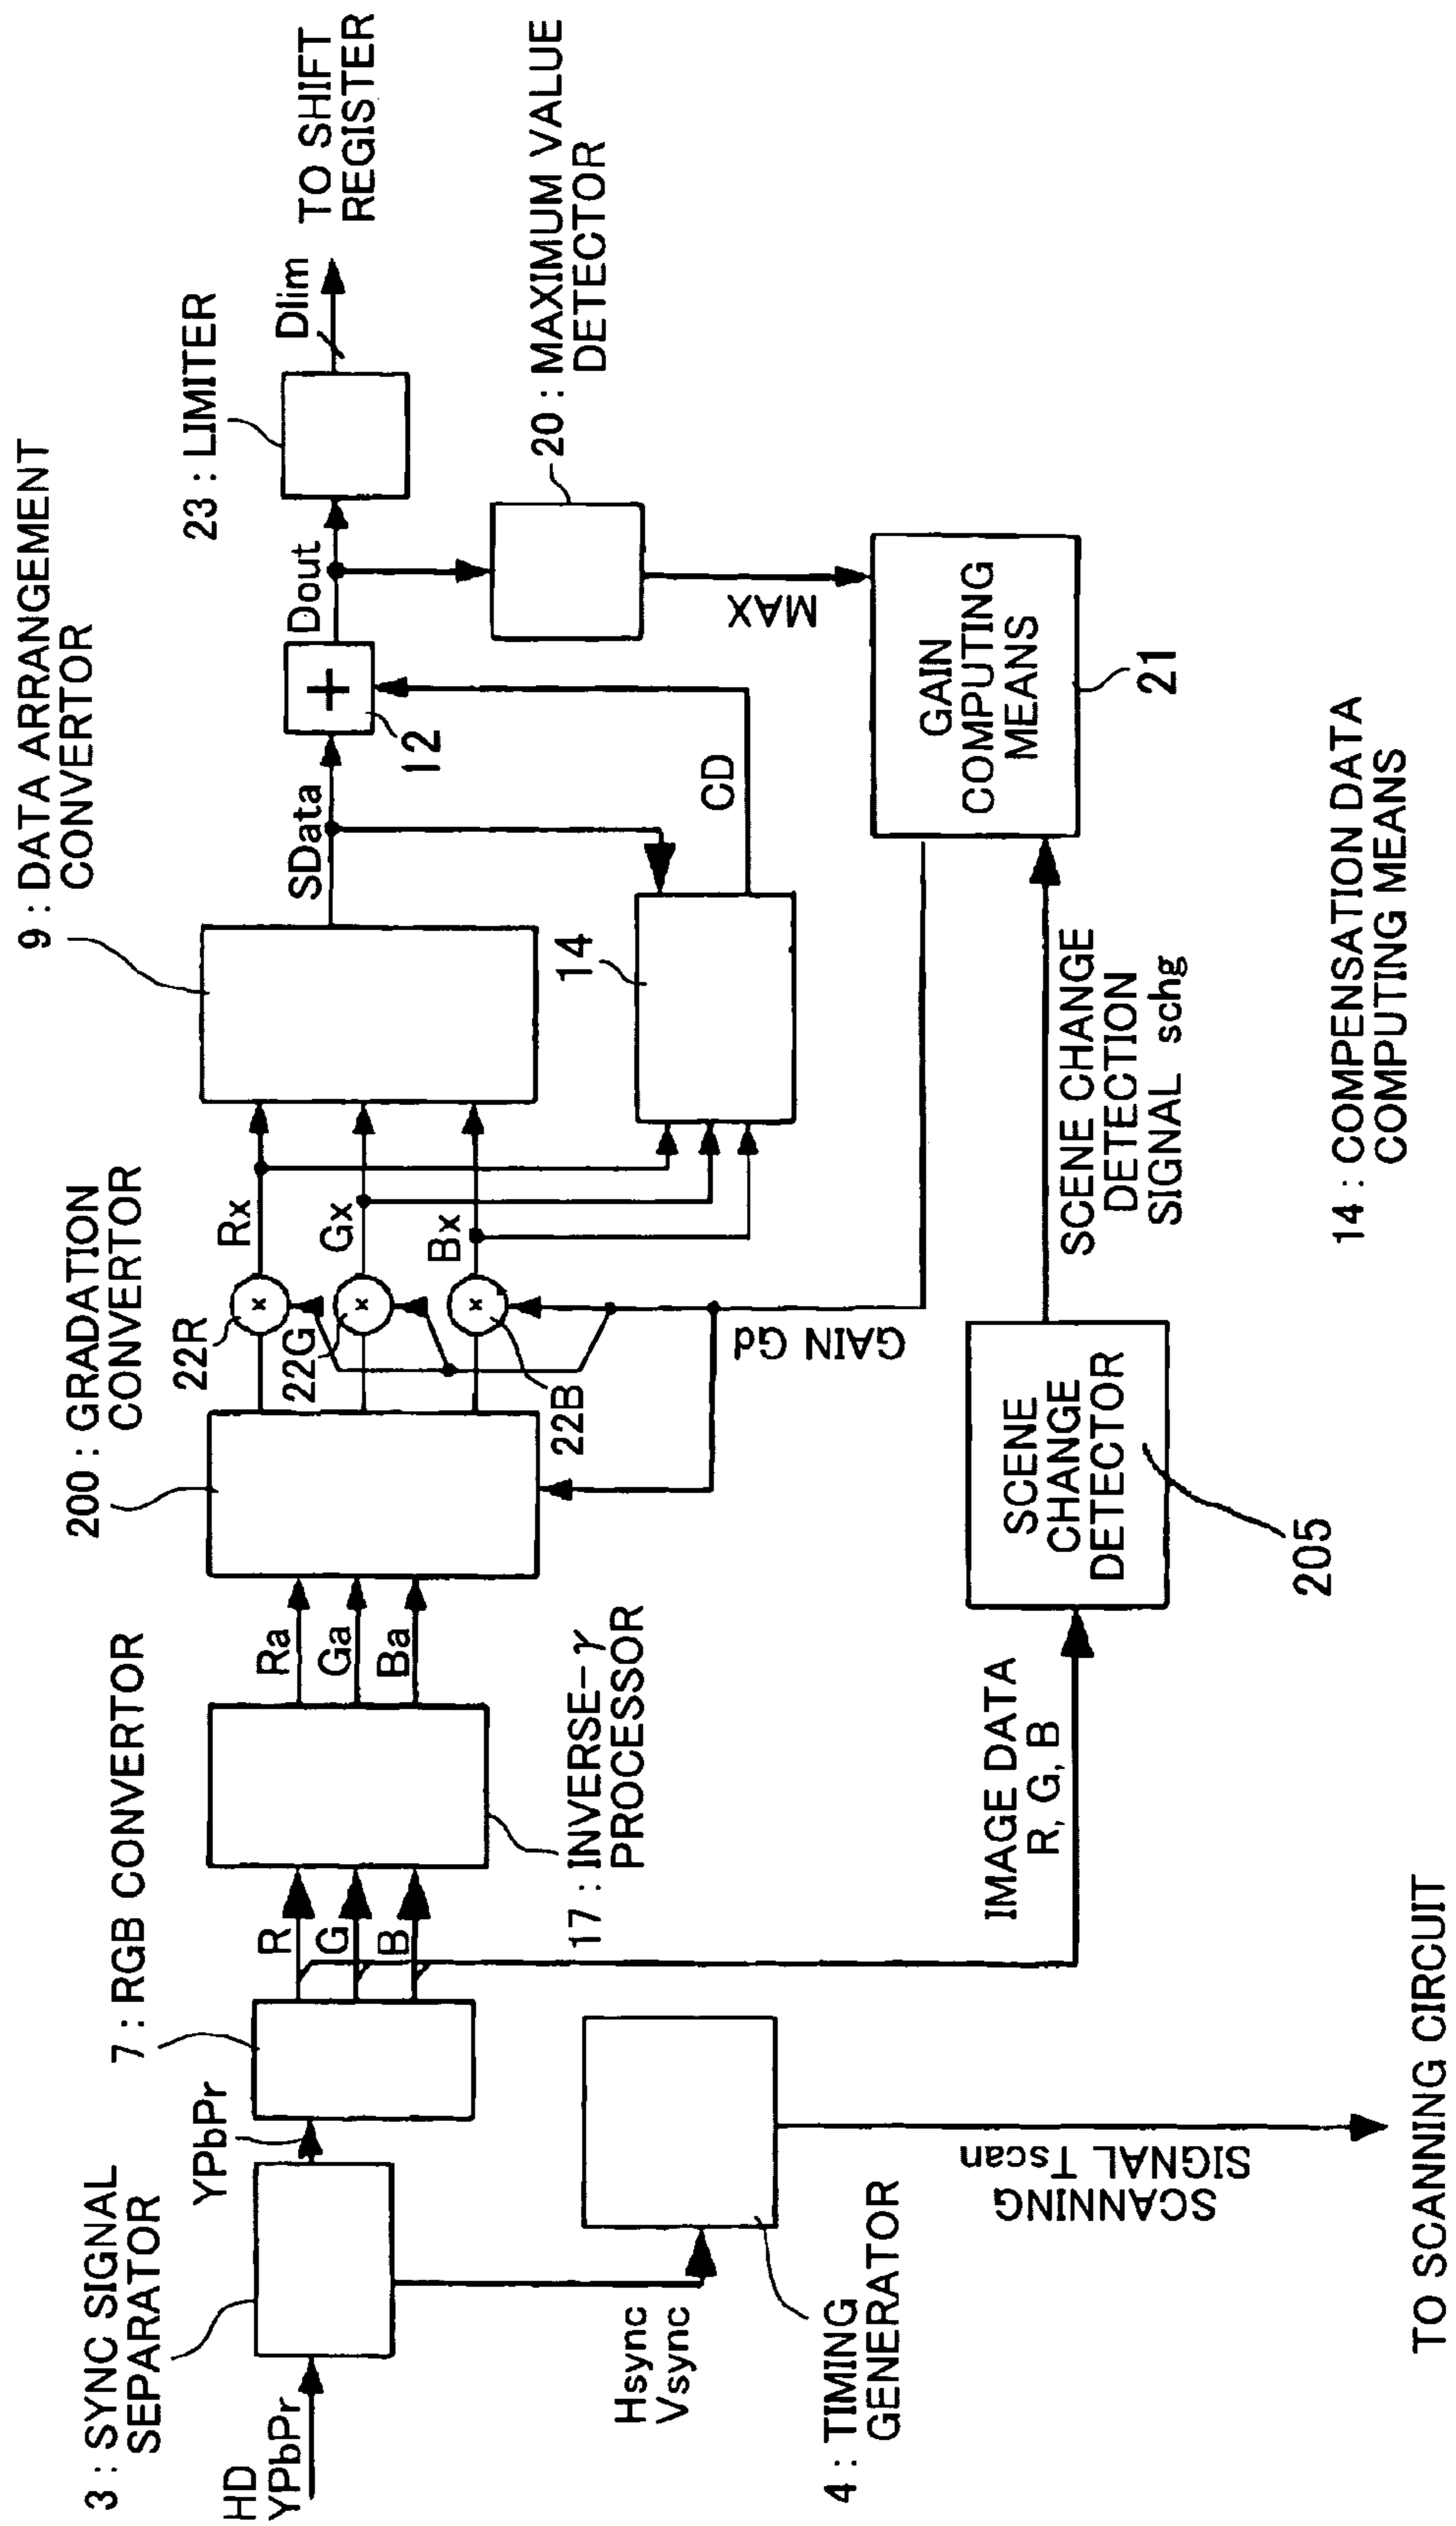 3 : SYNC SIGNAL
SEPARATOR
HD
YPbPr
YPbPr
7 : RGB CONVERTOR
R
G
B
17 : INVERSE-γ
PROCESSOR
Ra
Ga
Ba
200 : GRADATION
CONVERTOR
22R
22G
22B
Rx
Gx
Bx
9 : DATA ARRANGEMENT
CONVERTOR
SData
12
Dout
23 : LIMITER
Dlim
TO SHIFT
REGISTER
20 : MAXIMUM VALUE
DETECTOR
MAX
14
CD
GAIN Gd
GAIN
COMPUTING
MEANS
21
Hsync
Vsync
4 : TIMING
GENERATOR
SCANNING
SIGNAL Tscan
TO SCANNING CIRCUIT
IMAGE DATA
R, G, B
SCENE
CHANGE
DETECTOR
205
SCENE CHANGE
DETECTION
SIGNAL schg
14 : COMPENSATION DATA
COMPUTING MEANS